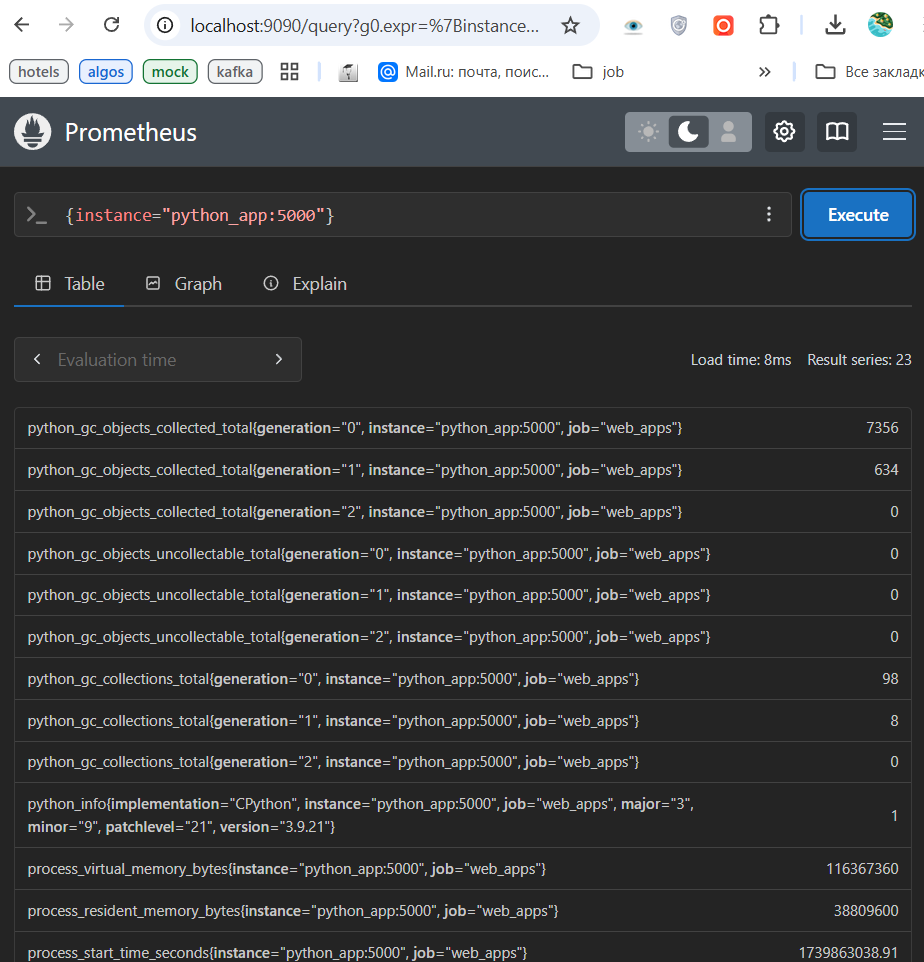 localhost:9090/query?g0.expr=%7Binstance...
hotels algos mock kafka Mail.ru: почта, поис... job » Все закладк
Prometheus
>_ {instance="python_app:5000"} Execute
Table Graph Explain
Evaluation time Load time: 8ms Result series: 23
python_gc_objects_collected_total{generation="0", instance="python_app:5000", job="web_apps"} 7356
python_gc_objects_collected_total{generation="1", instance="python_app:5000", job="web_apps"} 634
python_gc_objects_collected_total{generation="2", instance="python_app:5000", job="web_apps"} 0
python_gc_objects_uncollectable_total{generation="0", instance="python_app:5000", job="web_apps"} 0
python_gc_objects_uncollectable_total{generation="1", instance="python_app:5000", job="web_apps"} 0
python_gc_objects_uncollectable_total{generation="2", instance="python_app:5000", job="web_apps"} 0
python_gc_collections_total{generation="0", instance="python_app:5000", job="web_apps"} 98
python_gc_collections_total{generation="1", instance="python_app:5000", job="web_apps"} 8
python_gc_collections_total{generation="2", instance="python_app:5000", job="web_apps"} 0
python_info{implementation="CPython", instance="python_app:5000", job="web_apps", major="3",
minor="9", patchlevel="21", version="3.9.21"} 1
process_virtual_memory_bytes{instance="python_app:5000", job="web_apps"} 116367360
process_resident_memory_bytes{instance="python_app:5000", job="web_apps"} 38809600
process_start_time_seconds{instance="python_app:5000", job="web_apps"} 1739863038.91